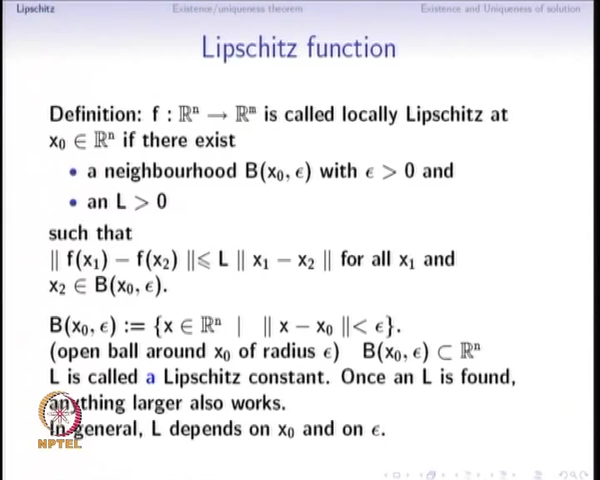 Lipschitz Existence/uniqueness theorem Existence and Uniqueness of solution
Lipschitz function
Definition: f : ℝⁿ → ℝᵐ is called locally Lipschitz at
x₀ ∈ ℝⁿ if there exist
• a neighbourhood B(x₀, ϵ) with ϵ > 0 and
• an L > 0
such that
‖ f(x₁) − f(x₂) ‖⩽ L ‖ x₁ − x₂ ‖ for all x₁ and
x₂ ∈ B(x₀, ϵ).
B(x₀, ϵ) := {x ∈ ℝⁿ | ‖ x − x₀ ‖< ϵ}.
(open ball around x₀ of radius ϵ) B(x₀, ϵ) ⊂ ℝⁿ
L is called a Lipschitz constant. Once an L is found,
anything larger also works.
In general, L depends on x₀ and on ϵ.
NPTEL